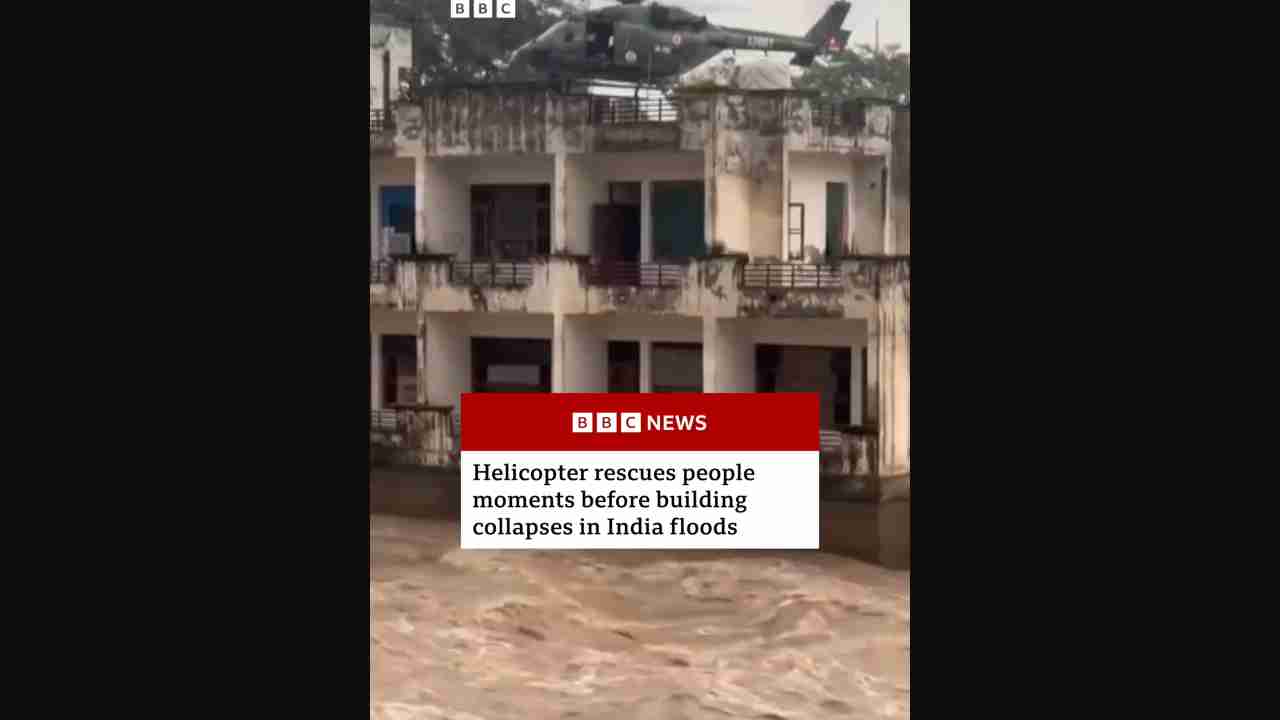 BBC
BBC NEWS
Helicopter rescues people
moments before building
collapses in India floods